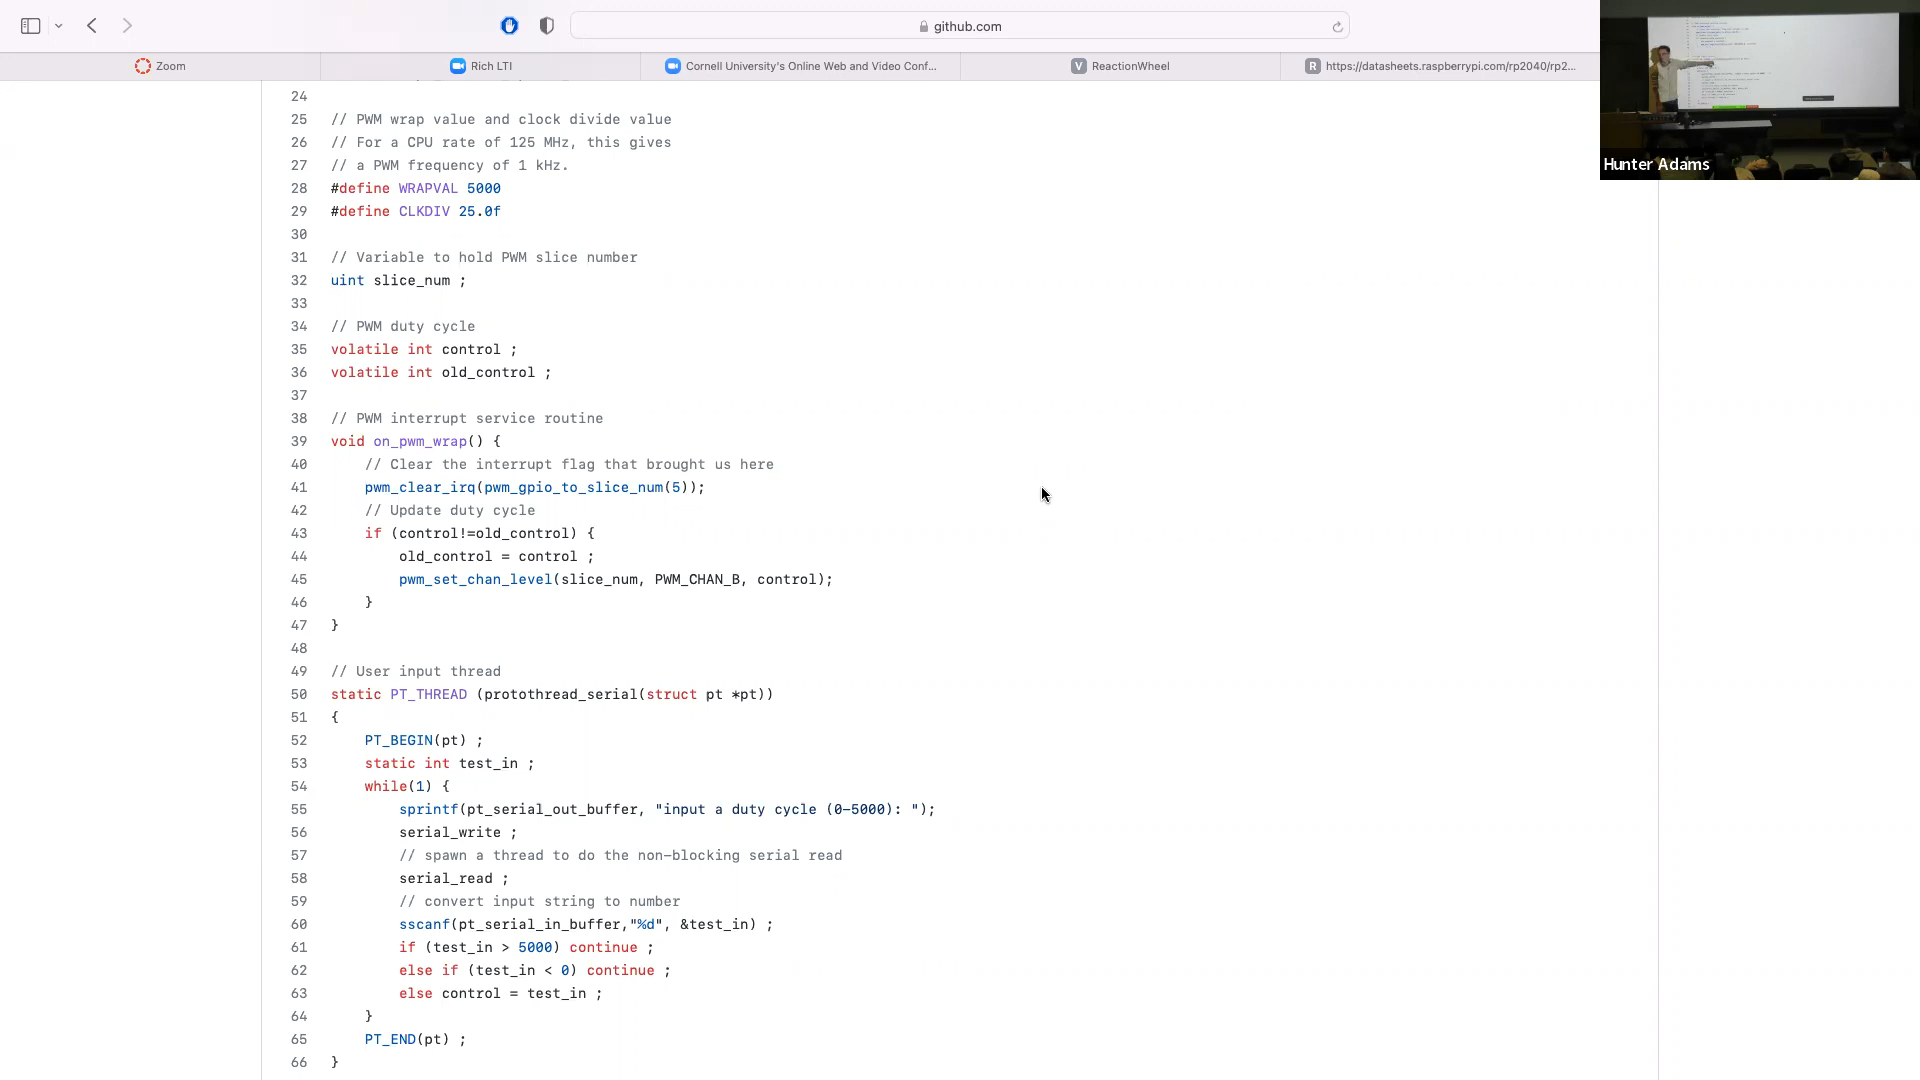 github.com
Zoom
Rich LTI
Cornell University's Online Web and Video Conf...
V ReactionWheel
R https://datasheets.raspberrypi.com/rp2040/rp2...
Hunter Adams
24
25 // PWM wrap value and clock divide value
26 // For a CPU rate of 125 MHz, this gives
27 // a PWM frequency of 1 kHz.
28 #define WRAPVAL 5000
29 #define CLKDIV 25.0f
30
31 // Variable to hold PWM slice number
32 uint slice_num ;
33
34 // PWM duty cycle
35 volatile int control ;
36 volatile int old_control ;
37
38 // PWM interrupt service routine
39 void on_pwm_wrap() {
40     // Clear the interrupt flag that brought us here
41     pwm_clear_irq(pwm_gpio_to_slice_num(5));
42     // Update duty cycle
43     if (control!=old_control) {
44         old_control = control ;
45         pwm_set_chan_level(slice_num, PWM_CHAN_B, control);
46     }
47 }
48
49 // User input thread
50 static PT_THREAD (protothread_serial(struct pt *pt))
51 {
52     PT_BEGIN(pt) ;
53     static int test_in ;
54     while(1) {
55         sprintf(pt_serial_out_buffer, "input a duty cycle (0-5000): ");
56         serial_write ;
57         // spawn a thread to do the non-blocking serial read
58         serial_read ;
59         // convert input string to number
60         sscanf(pt_serial_in_buffer,"%d", &test_in) ;
61         if (test_in > 5000) continue ;
62         else if (test_in < 0) continue ;
63         else control = test_in ;
64     }
65     PT_END(pt) ;
66 }